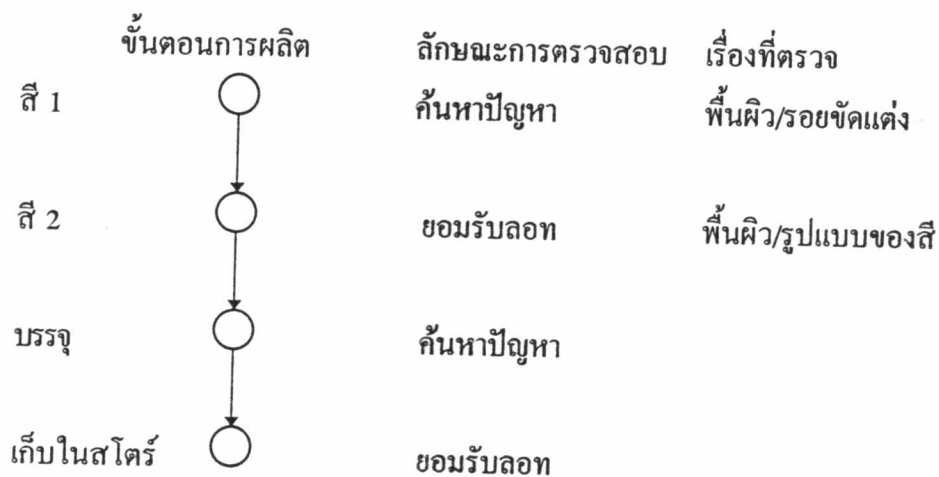 ขั้นตอนการผลิต ลักษณะการตรวจสอบ เรื่องที่ตรวจ
สี 1 ค้นหาปัญหา พื้นผิว/รอยขัดแต่ง
สี 2 ยอมรับลอท พื้นผิว/รูปแบบของสี
บรรจุ ค้นหาปัญหา
เก็บในสโตร์ ยอมรับลอท